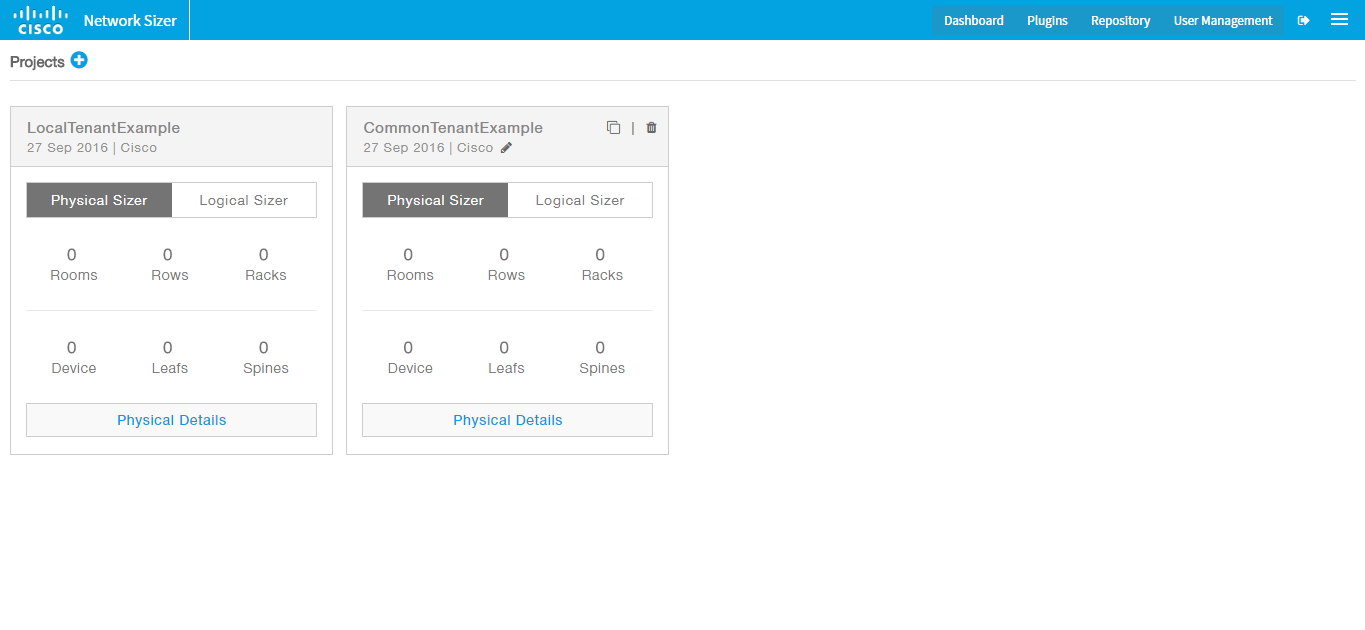 CISCO Network Sizer Dashboard Plugins Repository User Management
Projects
LocalTenantExample
27 Sep 2016 | Cisco
Physical Sizer Logical Sizer
0 0 0
Rooms Rows Racks
0 0 0
Device Leafs Spines
Physical Details
CommonTenantExample |
27 Sep 2016 | Cisco
Physical Sizer Logical Sizer
0 0 0
Rooms Rows Racks
0 0 0
Device Leafs Spines
Physical Details